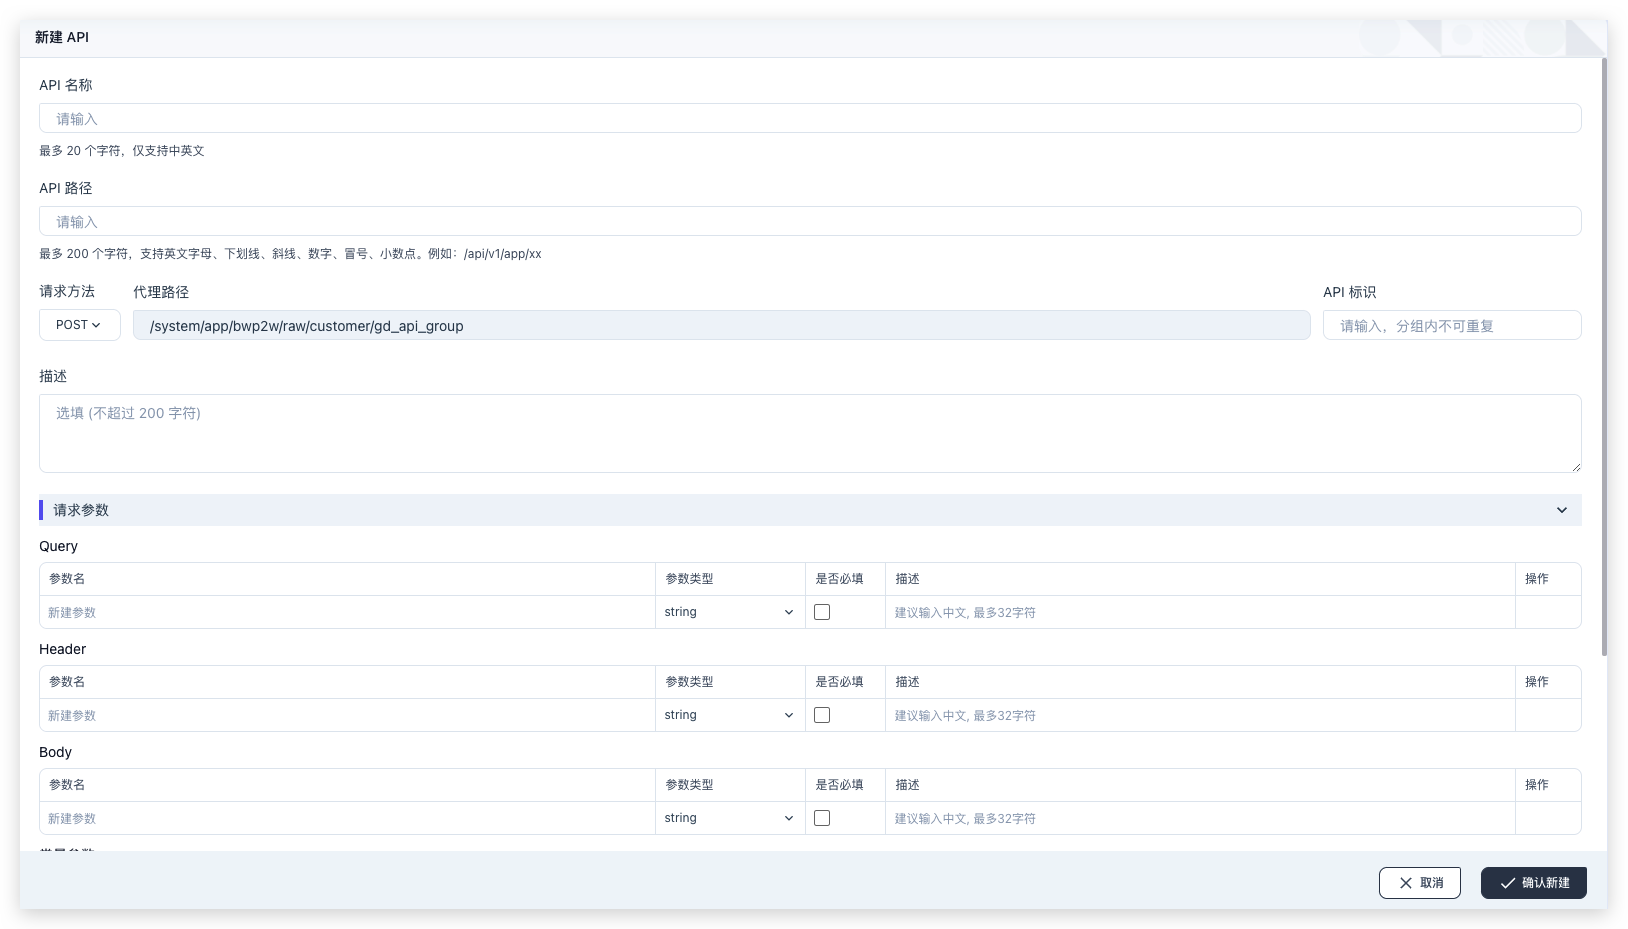 新建 API
API 名称
请输入
最多 20 个字符，仅支持中英文
API 路径
请输入
最多 200 个字符，支持英文字母、下划线、斜线、数字、冒号、小数点。例如：/api/v1/app/xx
请求方法 代理路径 API 标识
POST /system/app/bwp2w/raw/customer/gd_api_group 请输入，分组内不可重复
描述
选填 (不超过 200 字符)
请求参数
Query
参数名 参数类型 是否必填 描述 操作
新建参数 string 建议输入中文, 最多32字符
Header
参数名 参数类型 是否必填 描述 操作
新建参数 string 建议输入中文, 最多32字符
Body
参数名 参数类型 是否必填 描述 操作
新建参数 string 建议输入中文, 最多32字符
取消 确认新建